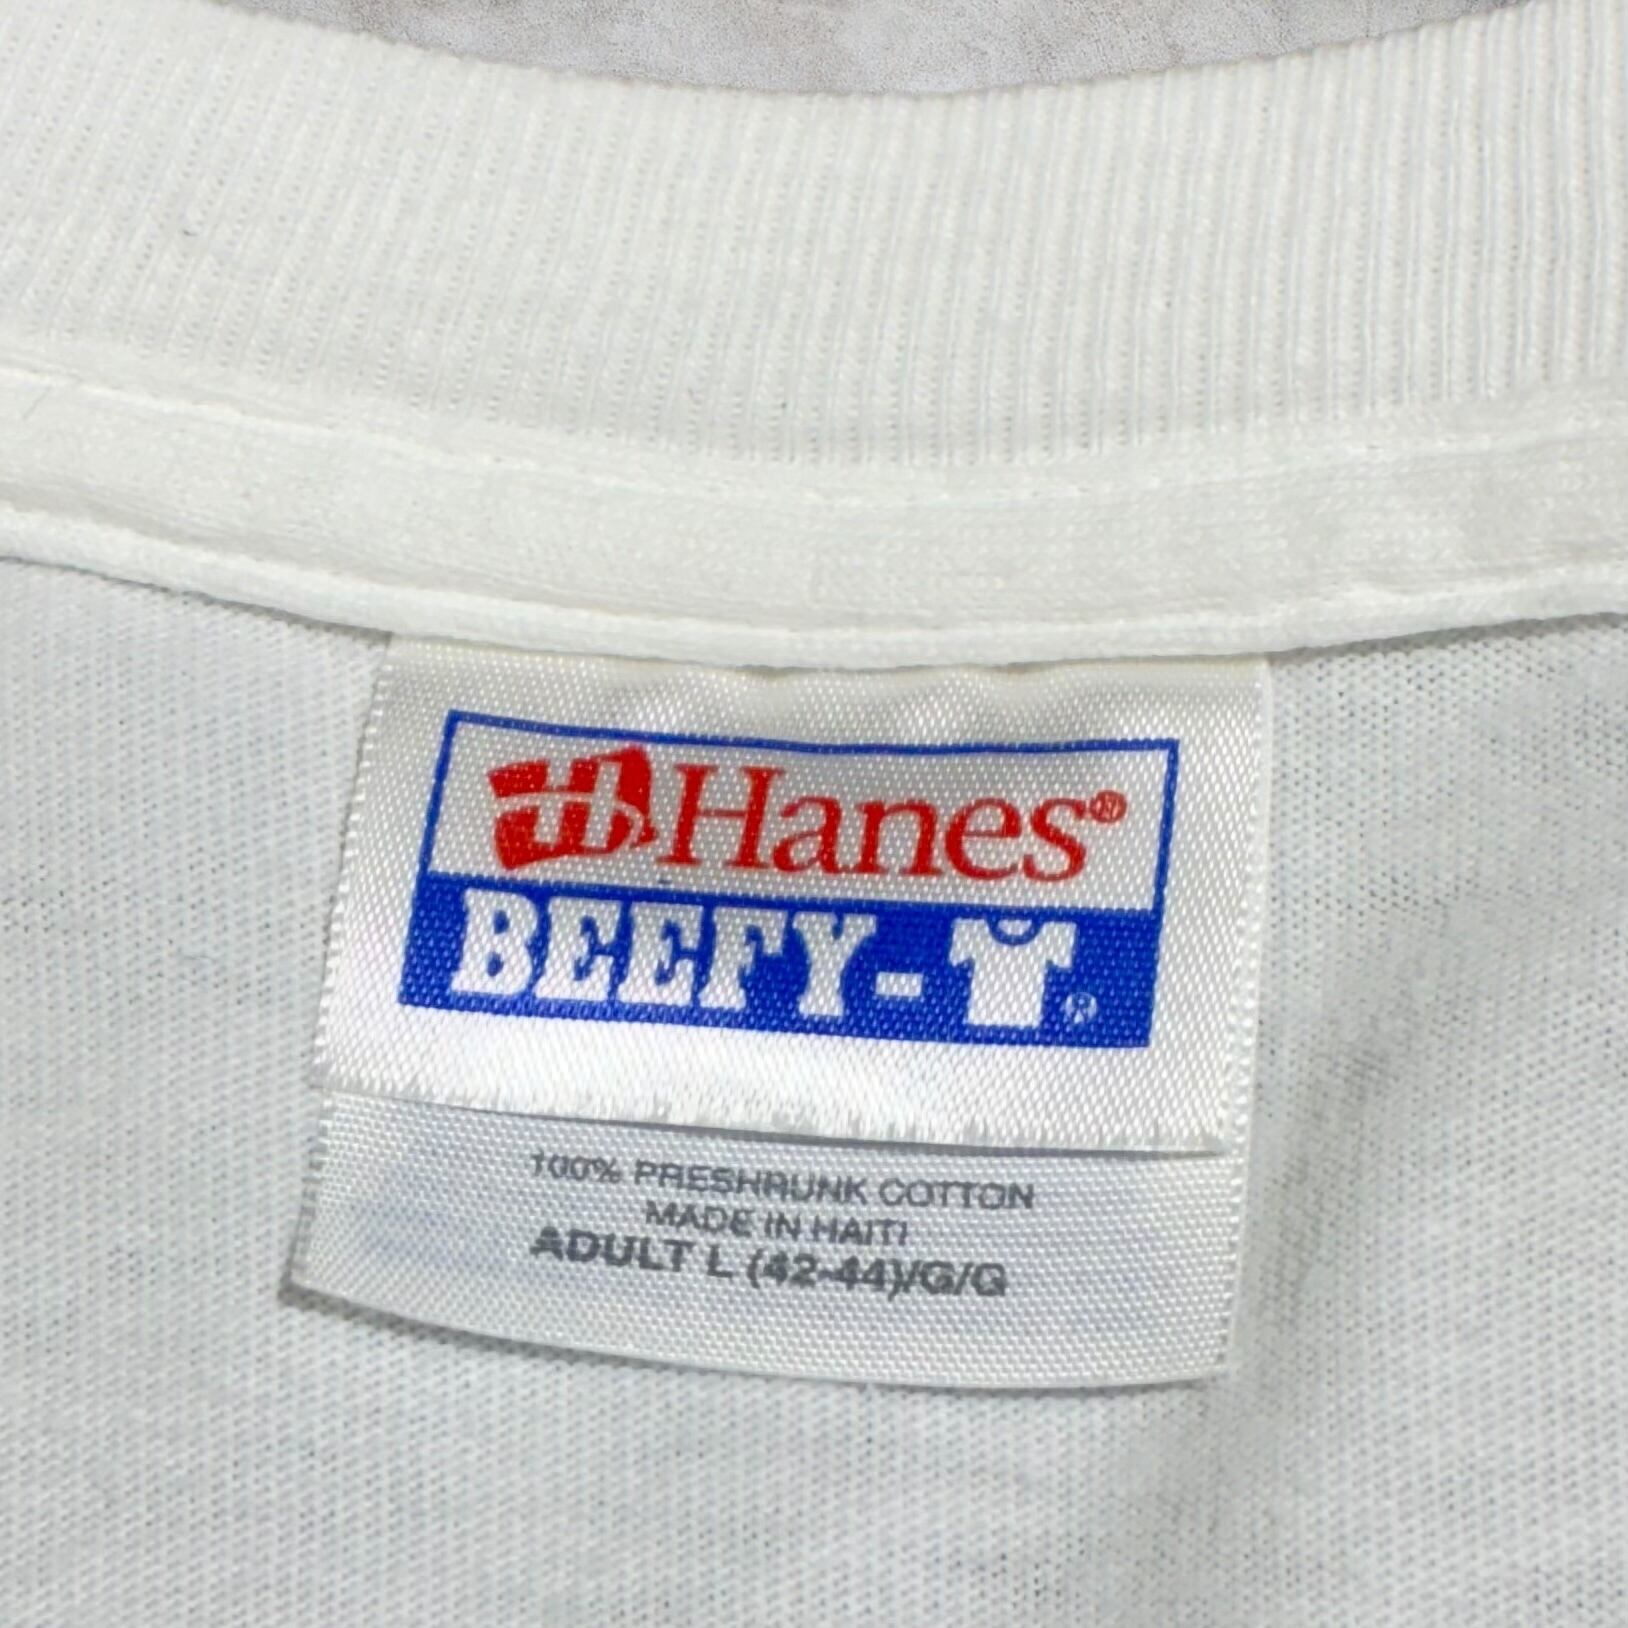 Hanes®
BEEFY-T®
100% PRESHRUNK COTTON
MADE IN HAITI
ADULT L (42-44)/G/G